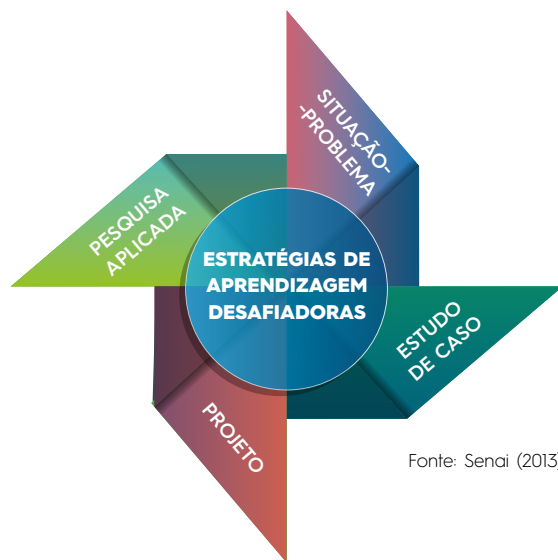 SITUAÇÃO-
-PROBLEMA
PESQUISA
APLICADA
ESTRATÉGIAS DE
APRENDIZAGEM
DESAFIADORAS
ESTUDO
DE CASO
PROJETO
Fonte: Senai (2013)